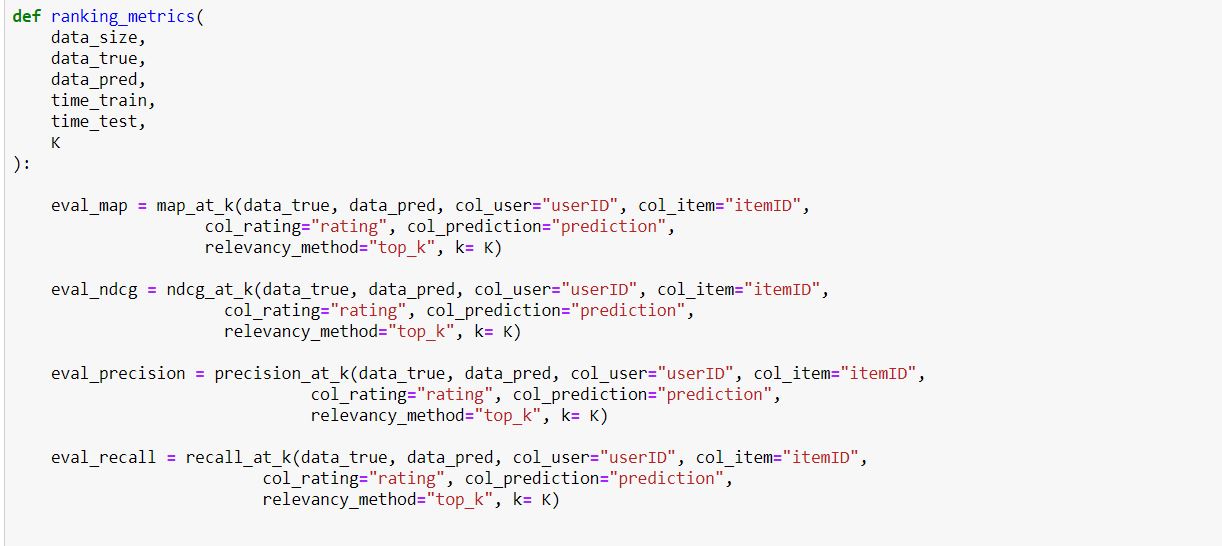 def ranking_metrics(
    data_size,
    data_true,
    data_pred,
    time_train,
    time_test,
    K
):
    eval_map = map_at_k(data_true, data_pred, col_user="userID", col_item="itemID",
                    col_rating="rating", col_prediction="prediction",
                    relevancy_method="top_k", k= K)
    eval_ndcg = ndcg_at_k(data_true, data_pred, col_user="userID", col_item="itemID",
                      col_rating="rating", col_prediction="prediction",
                      relevancy_method="top_k", k= K)
    eval_precision = precision_at_k(data_true, data_pred, col_user="userID", col_item="itemID",
                               col_rating="rating", col_prediction="prediction",
                               relevancy_method="top_k", k= K)
    eval_recall = recall_at_k(data_true, data_pred, col_user="userID", col_item="itemID",
                          col_rating="rating", col_prediction="prediction",
                          relevancy_method="top_k", k= K)